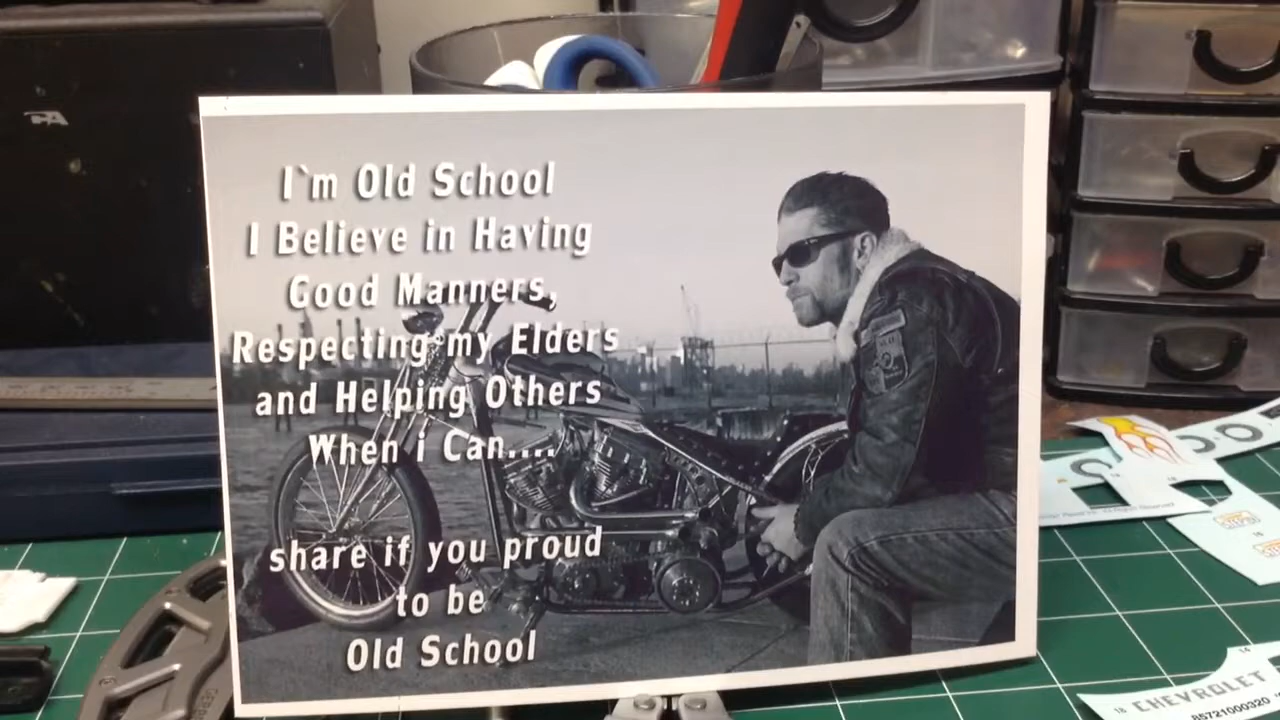 I`m Old School
I Believe in Having
Good Manners,
Respecting my Elders
and Helping Others
When i Can....
share if you proud
to be
Old School
CHEVROLET
85721000320